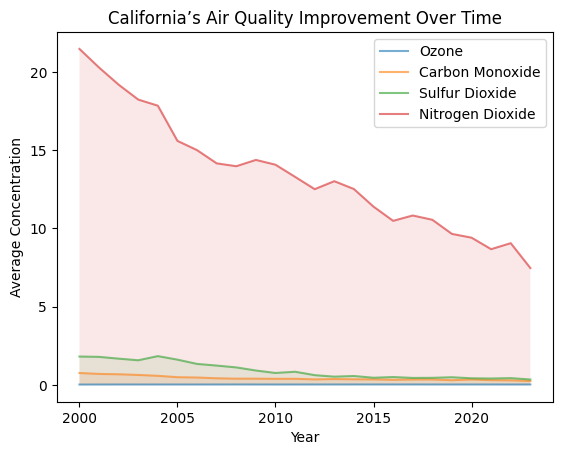 California’s Air Quality Improvement Over Time
Ozone
Carbon Monoxide
Sulfur Dioxide
Nitrogen Dioxide
Average Concentration
20
15
10
5
0
2000
2005
2010
2015
2020
Year